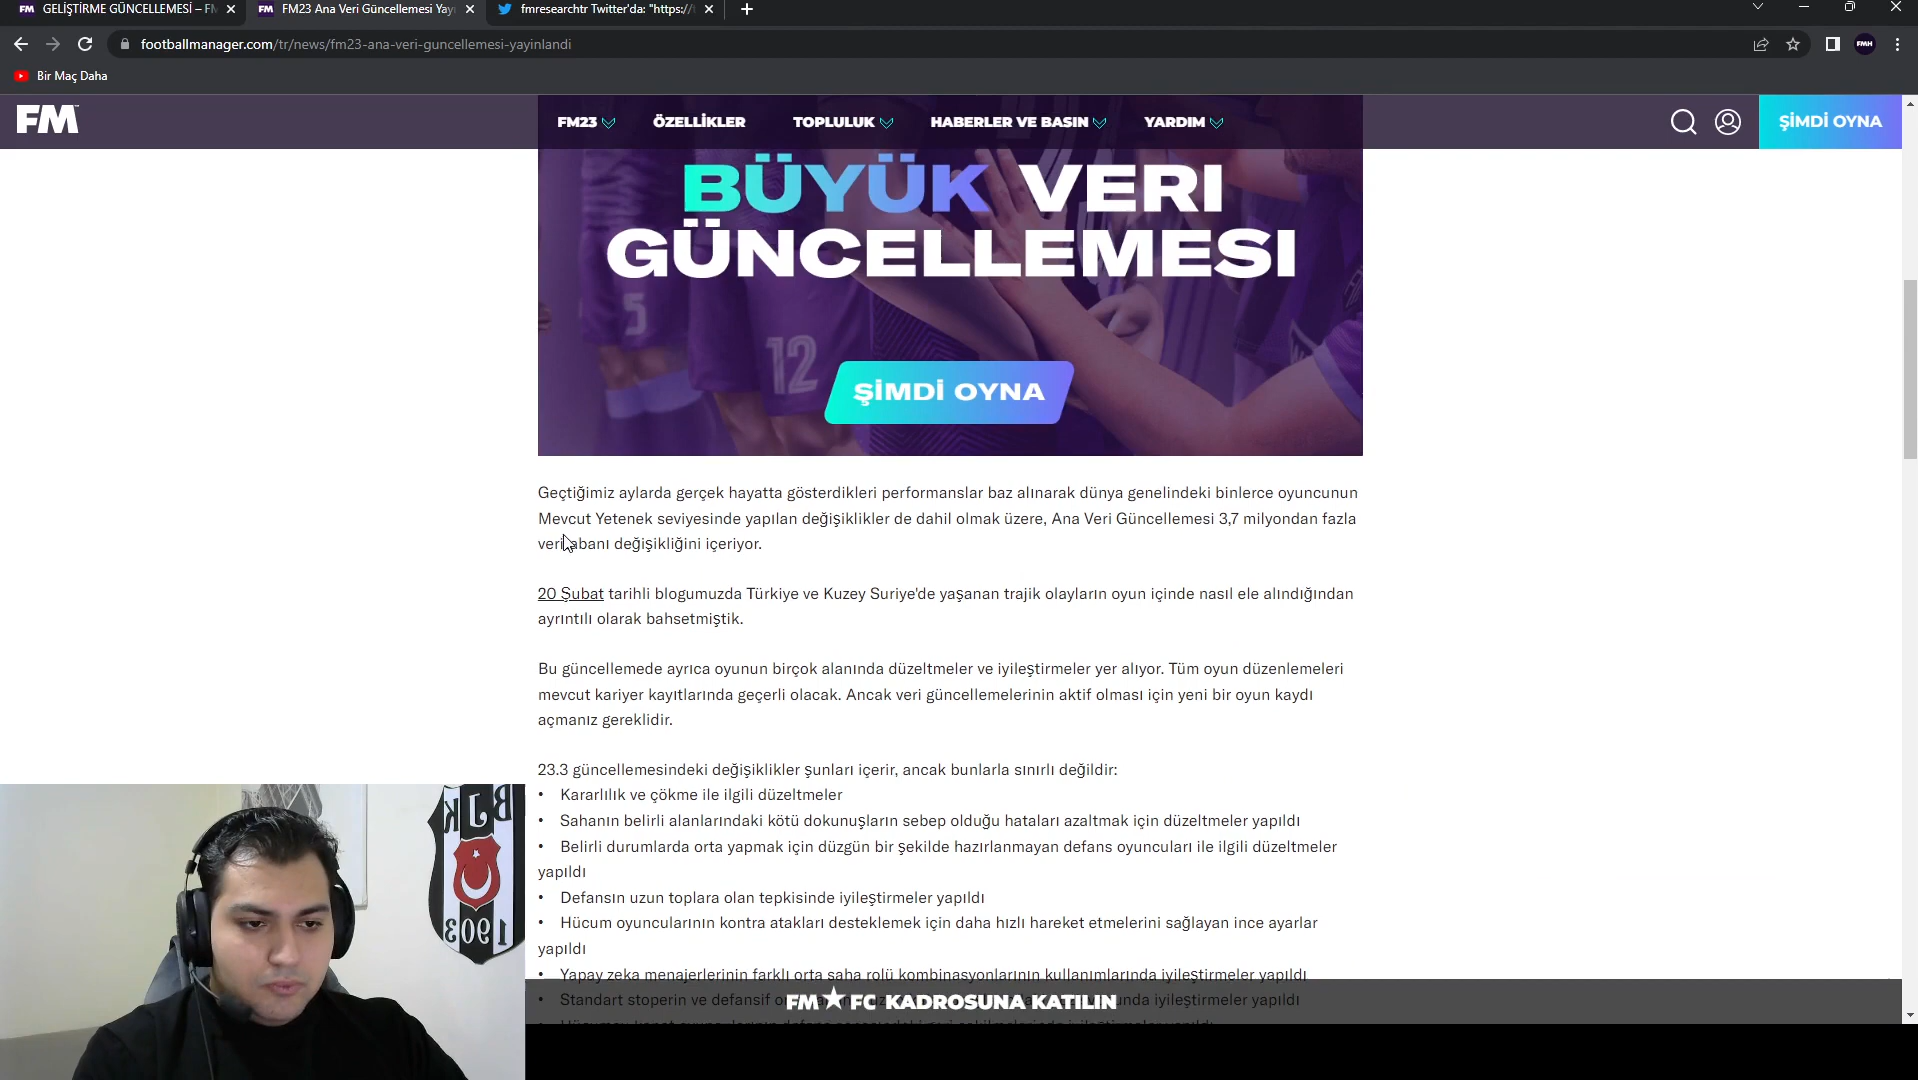 GELİŞTİRME GÜNCELLEMESİ – FM
FM23 Ana Veri Güncellemesi Yay
fmresearchtr Twitter'da: "https://
footballmanager.com/tr/news/fm23-ana-veri-guncellemesi-yayinlandi
FMH
Bir Maç Daha
FM
FM23
ÖZELLİKLER
TOPLULUK
HABERLER VE BASIN
YARDIM
ŞİMDİ OYNA
BÜYÜK VERI
GÜNCELLEMESI
5
12
ŞİMDİ OYNA
Geçtiğimiz aylarda gerçek hayatta gösterdikleri performanslar baz alınarak dünya genelindeki binlerce oyuncunun
Mevcut Yetenek seviyesinde yapılan değişiklikler de dahil olmak üzere, Ana Veri Güncellemesi 3,7 milyondan fazla
veritabanı değişikliğini içeriyor.
20 Şubat tarihli blogumuzda Türkiye ve Kuzey Suriye'de yaşanan trajik olayların oyun içinde nasıl ele alındığından
ayrıntılı olarak bahsetmiştik.
Bu güncellemede ayrıca oyunun birçok alanında düzeltmeler ve iyileştirmeler yer alıyor. Tüm oyun düzenlemeleri
mevcut kariyer kayıtlarında geçerli olacak. Ancak veri güncellemelerinin aktif olması için yeni bir oyun kaydı
açmanız gereklidir.
23.3 güncellemesindeki değişiklikler şunları içerir, ancak bunlarla sınırlı değildir:
• Kararlılık ve çökme ile ilgili düzeltmeler
• Sahanın belirli alanlarındaki kötü dokunuşların sebep olduğu hataları azaltmak için düzeltmeler yapıldı
• Belirli durumlarda orta yapmak için düzgün bir şekilde hazırlanmayan defans oyuncuları ile ilgili düzeltmeler
yapıldı
• Defansın uzun toplara olan tepkisinde iyileştirmeler yapıldı
• Hücum oyuncularının kontra atakları desteklemek için daha hızlı hareket etmelerini sağlayan ince ayarlar
yapıldı
• Yapay zeka menajerlerinin farklı orta saha rolü kombinasyonlarının kullanımlarında iyileştirmeler yapıldı
• Standart stoperin ve defansif iyileştirmeler yapıldı
FM FC KADROSUNA KATILIN
BJK
1903